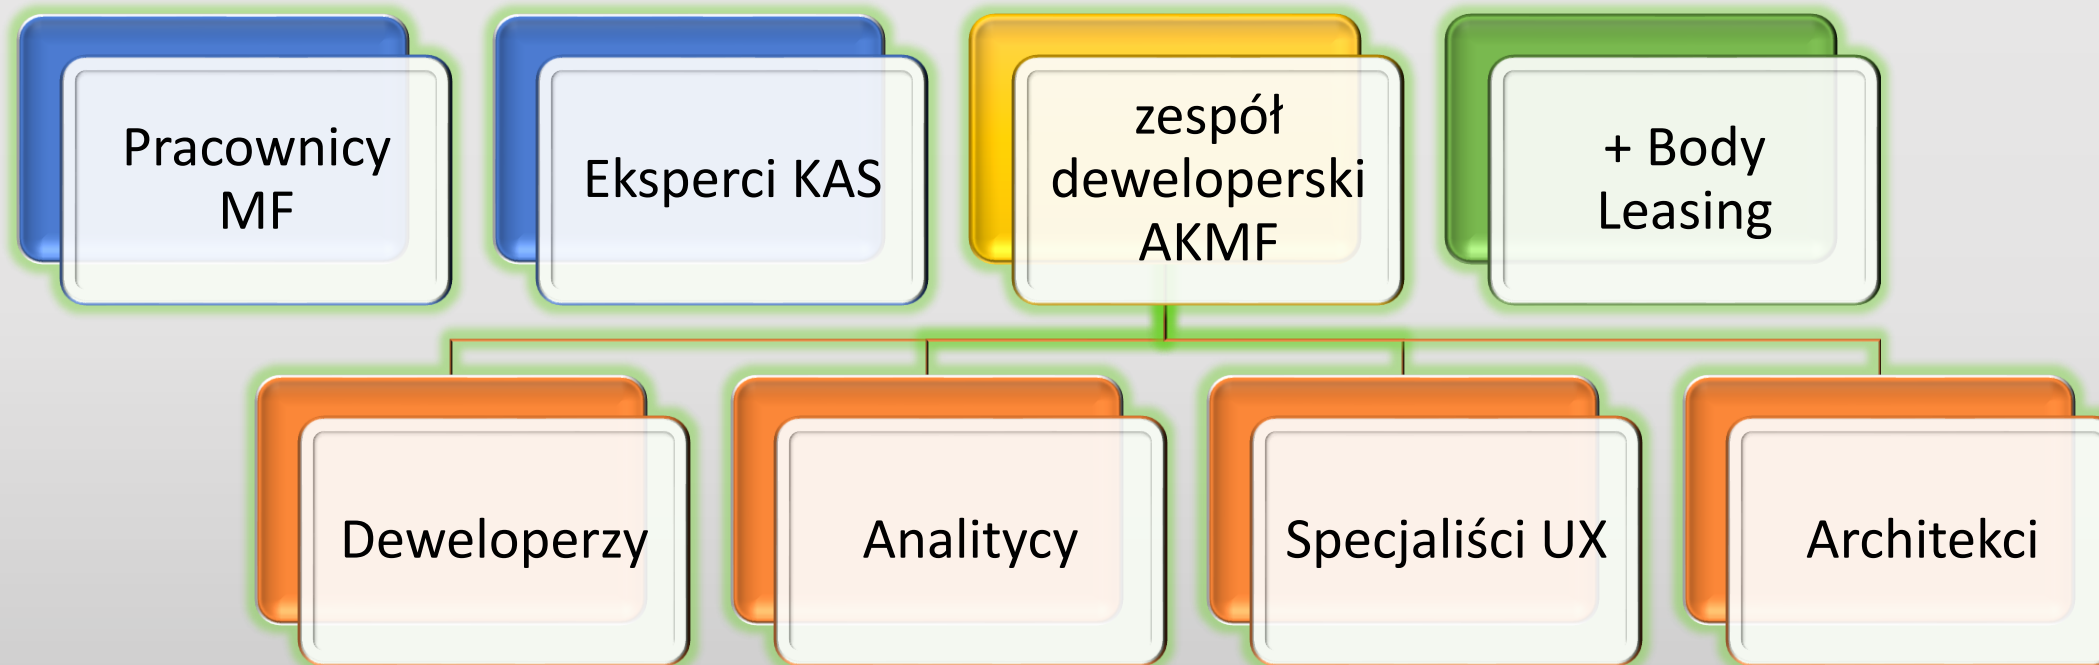 Pracownicy
MF
Eksperci KAS
zespół
deweloperski
AKMF
+ Body
Leasing
Deweloperzy
Analitycy
Specjaliści UX
Architekci